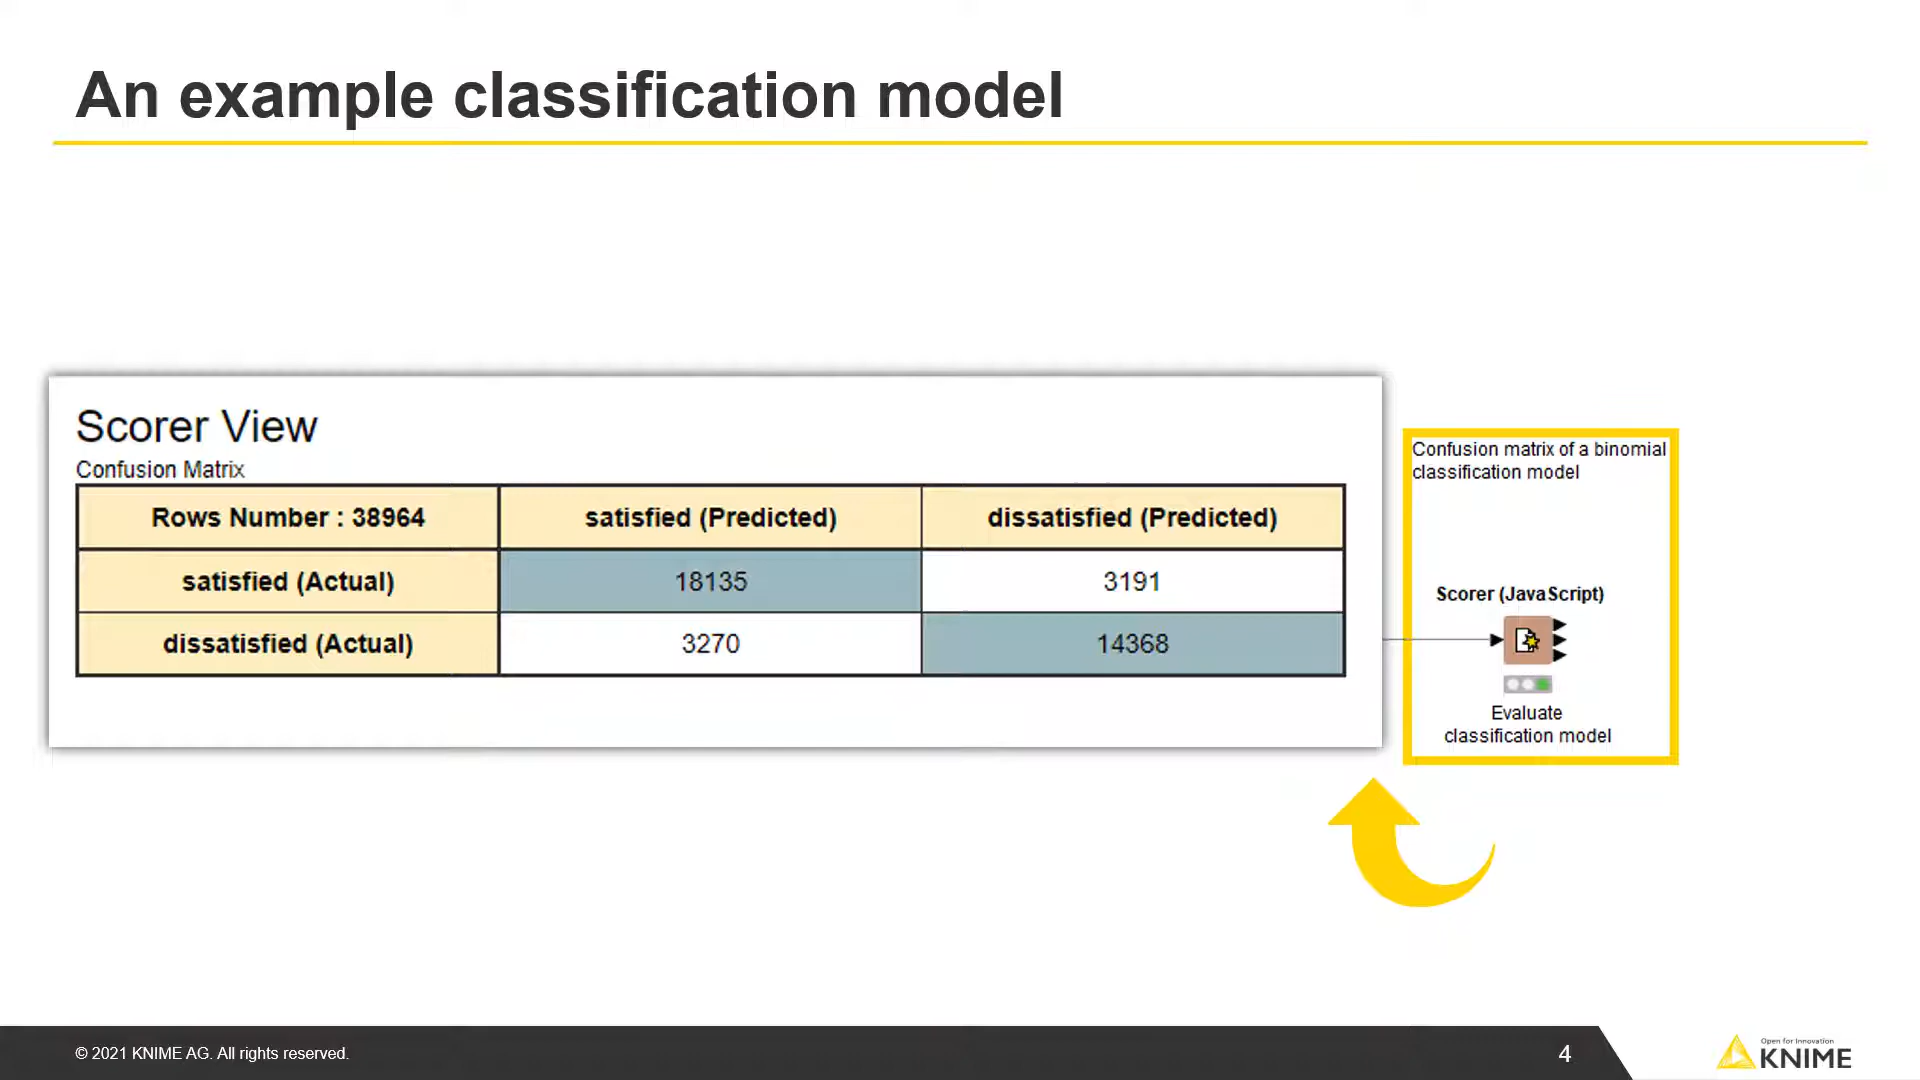 An example classification model
Scorer View
Confusion Matrix
Rows Number : 38964 satisfied (Predicted) dissatisfied (Predicted)
satisfied (Actual) 18135 3191
dissatisfied (Actual) 3270 14368
Confusion matrix of a binomial
classification model
Scorer (JavaScript)
Evaluate
classification model
© 2021 KNIME AG. All rights reserved.
4
Open for Innovation
KNIME